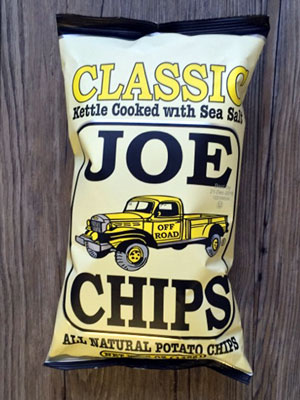 CLASSIC
Kettle Cooked with Sea Salt
JOE
OFF
ROAD
CHIPS
ALL NATURAL POTATO CHIPS